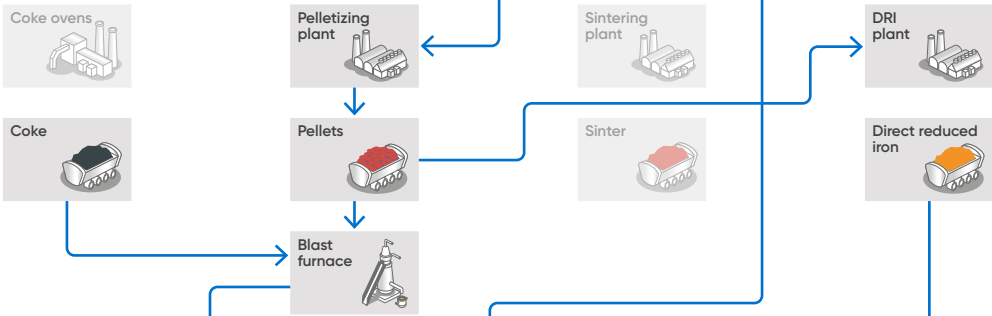 Coke ovens
Pelletizing
plant
Sintering
plant
DRI
plant
Coke
Pellets
Sinter
Direct reduced
iron
Blast
furnace